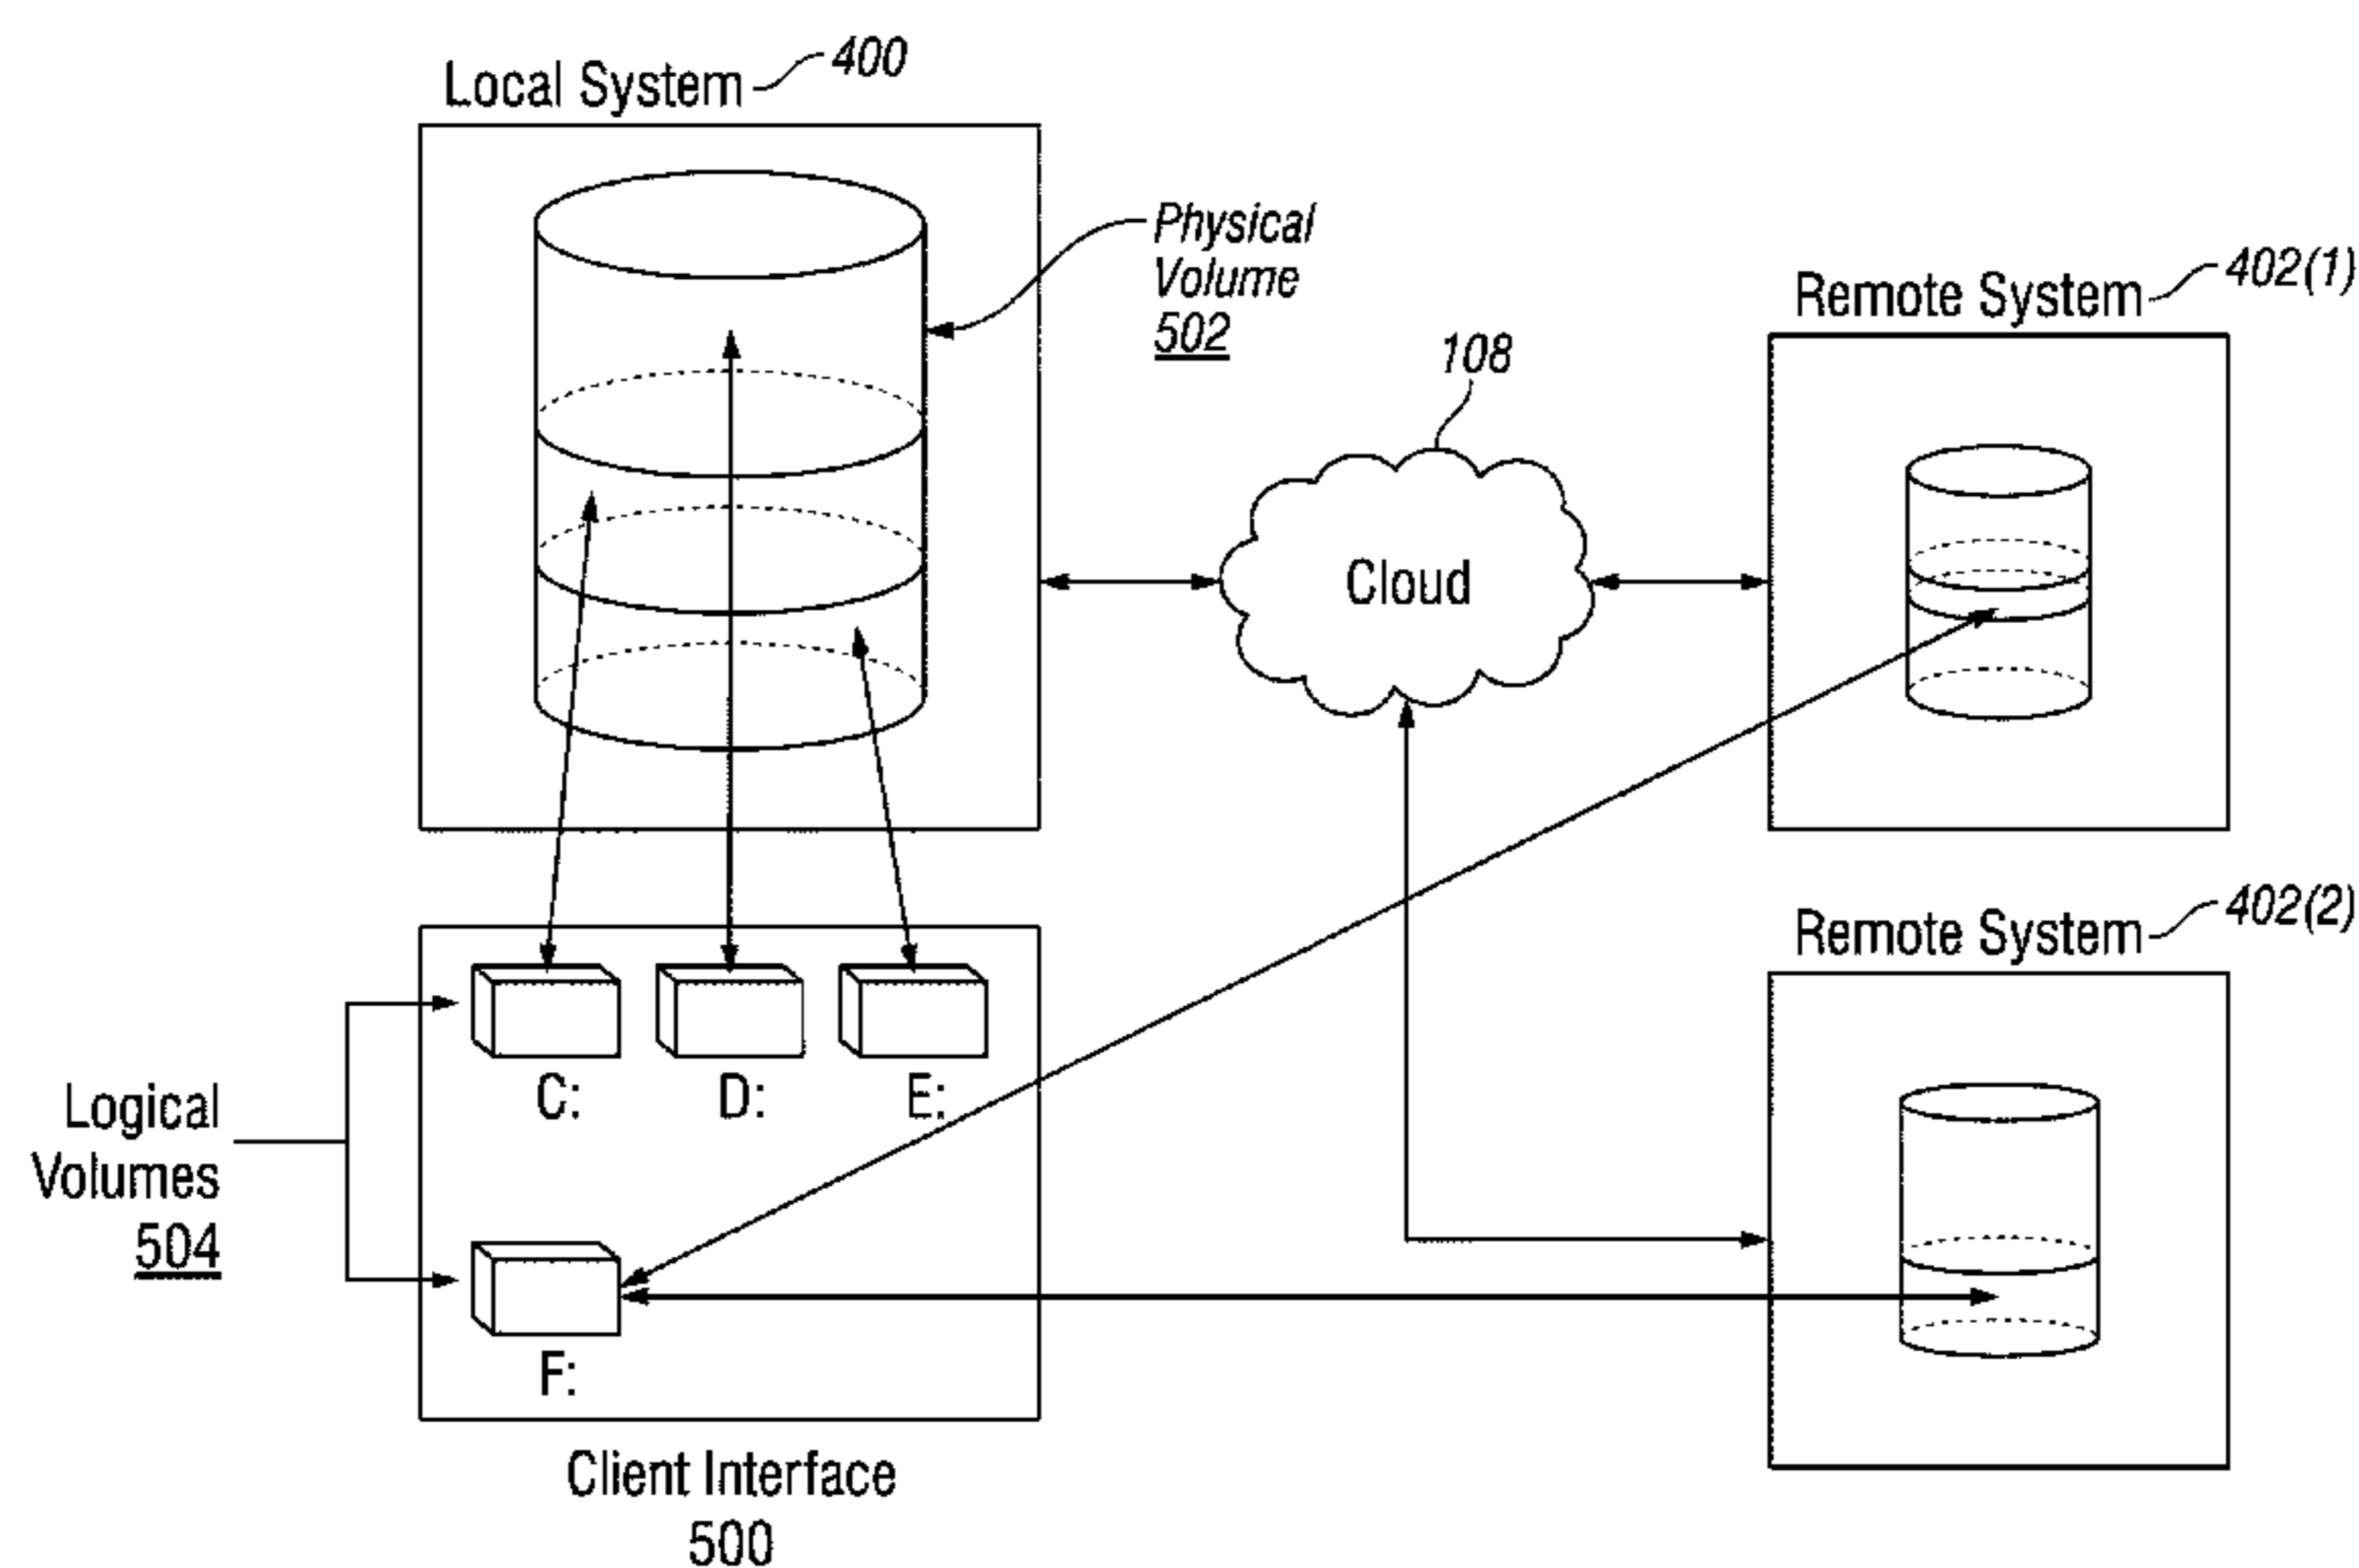 Local System
400
Physical
Volume
502
Remote System
402(1)
108
Cloud
Remote System
402(2)
C:
D:
E:
Logical
Volumes
504
F:
Client Interface
500